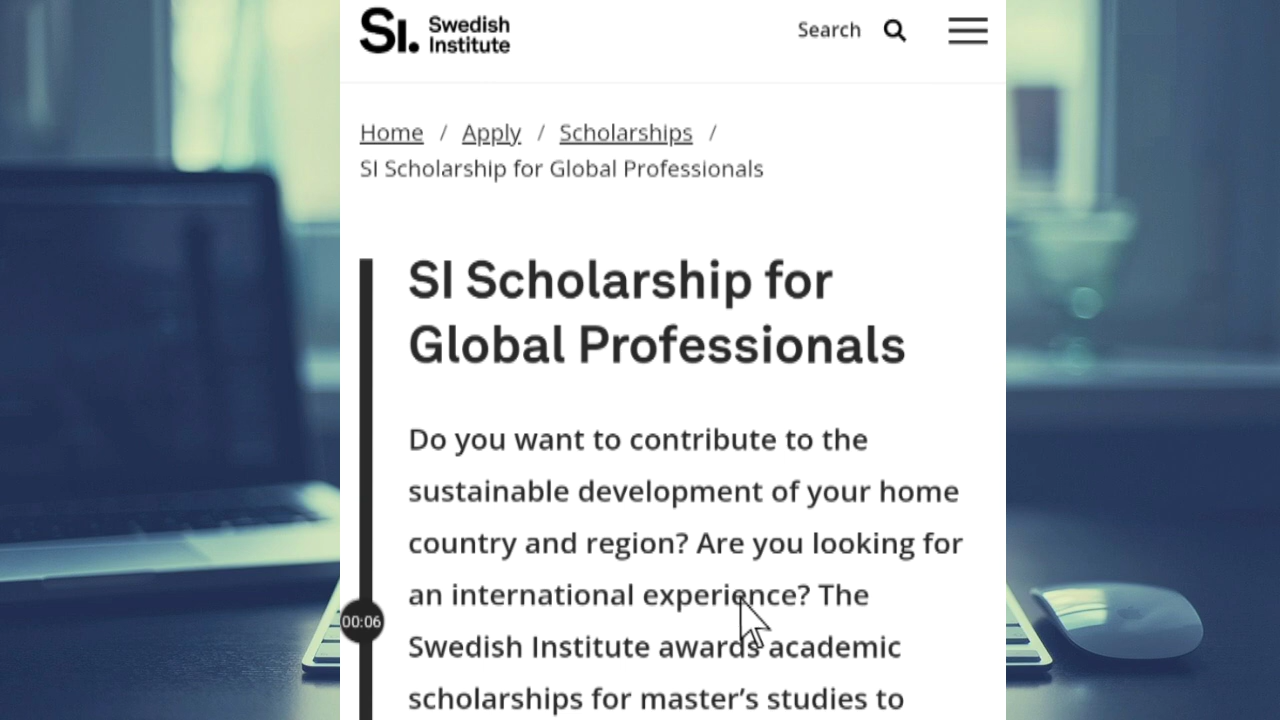 SI. Swedish
Institute
Search
Home / Apply / Scholarships /
SI Scholarship for Global Professionals
SI Scholarship for
Global Professionals
Do you want to contribute to the
sustainable development of your home
country and region? Are you looking for
an international experience? The
Swedish Institute awards academic
scholarships for master’s studies to
00:06